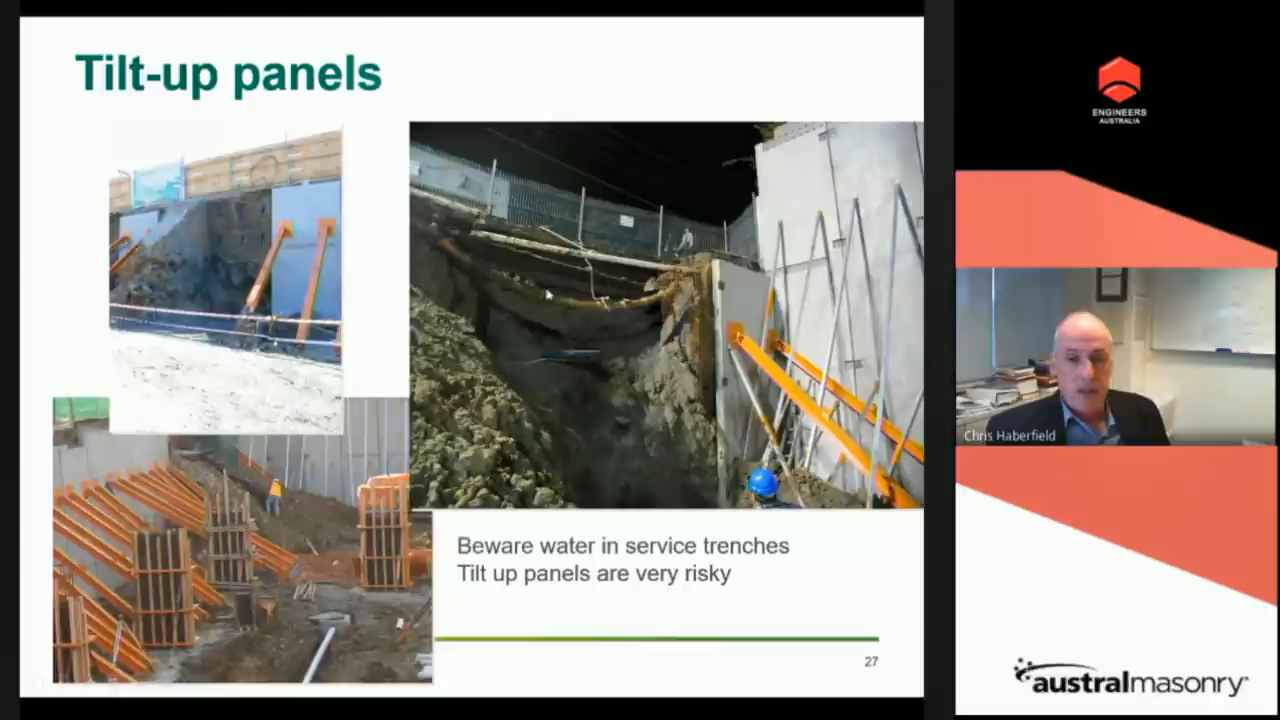 Tilt-up panels
Beware water in service trenches
Tilt up panels are very risky
27
ENGINEERS
AUSTRALIA
Chris Haberfield
australmasonry